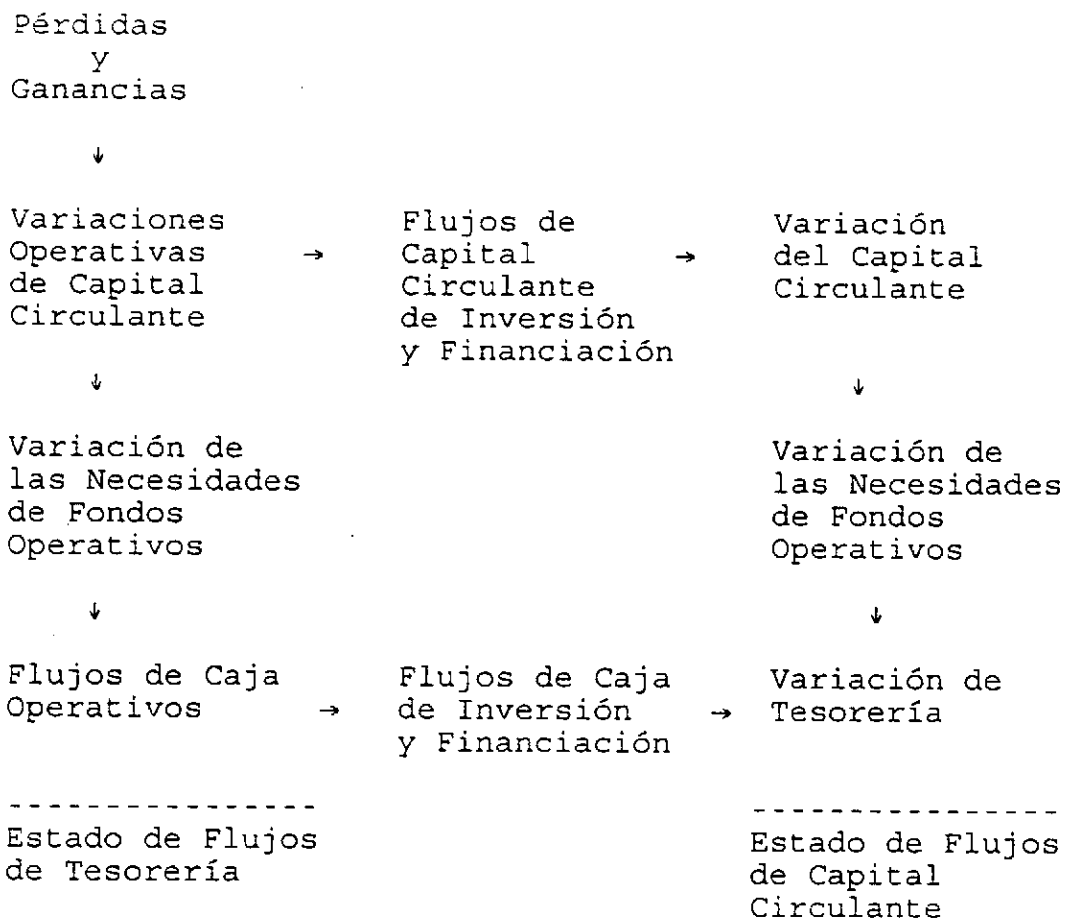 Pérdidas
y
Ganancias
↓
Variaciones
Operativas →
de Capital
Circulante
Flujos de
Capital →
Circulante
de Inversión
y Financiación
Variación
del Capital
Circulante
↓
↓
Variación de
las Necesidades
de Fondos
Operativos
Variación de
las Necesidades
de Fondos
Operativos
↓
↓
Flujos de Caja
Operativos →
Flujos de Caja
de Inversión →
y Financiación
Variación de
Tesorería
----------------
Estado de Flujos
de Tesorería
----------------
Estado de Flujos
de Capital
Circulante